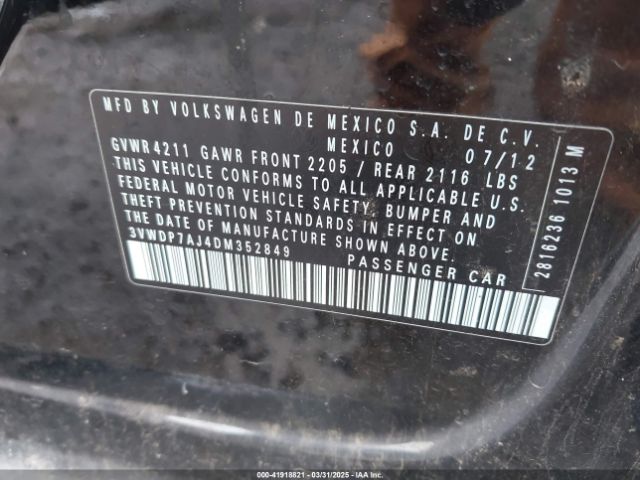 MFD BY VOLKSWAGEN DE MEXICO S.A. DE C.V.
MEXICO 07/12
GVWR 4211 GAWR FRONT 2205 / REAR 2116 LBS
THIS VEHICLE CONFORMS TO ALL APPLICABLE U.S.
FEDERAL MOTOR VEHICLE SAFETY, BUMPER AND
THEFT PREVENTION STANDARDS IN EFFECT ON
THE DATE OF MANUFACTURE SHOWN ABOVE.
3VWDP7AJ4DM352849 PASSENGER CAR
2816236 1013 M
000-41918821 - 03/31/2025 - IAA Inc.